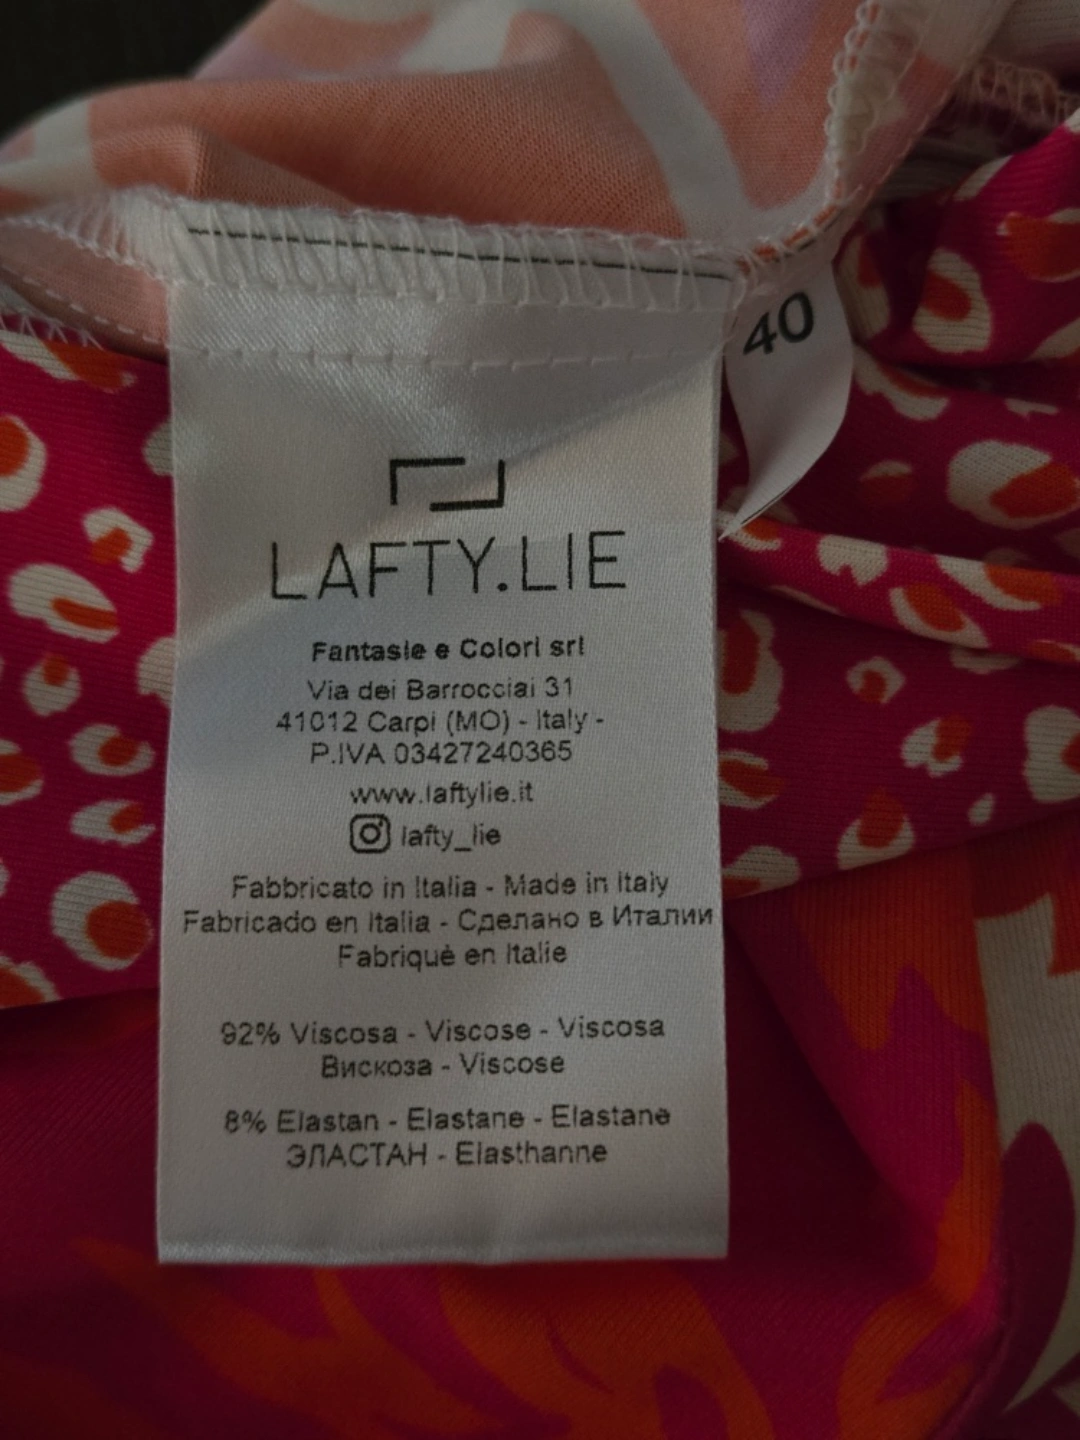 40
LAFTY.LIE
Fantasie e Colori srl
Via dei Barrocciai 31
41012 Carpi (MO) - Italy -
P.IVA 03427240365
www.laftylie.it
lafty_lie
Fabbricato in Italia - Made in Italy
Fabricado en Italia - Сделано в Италии
Fabriqué en Italie
92% Viscosa - Viscose - Viscosa
Вискоза - Viscose
8% Elastan - Elastane - Elastane
ЭЛАСТАН - Elasthanne